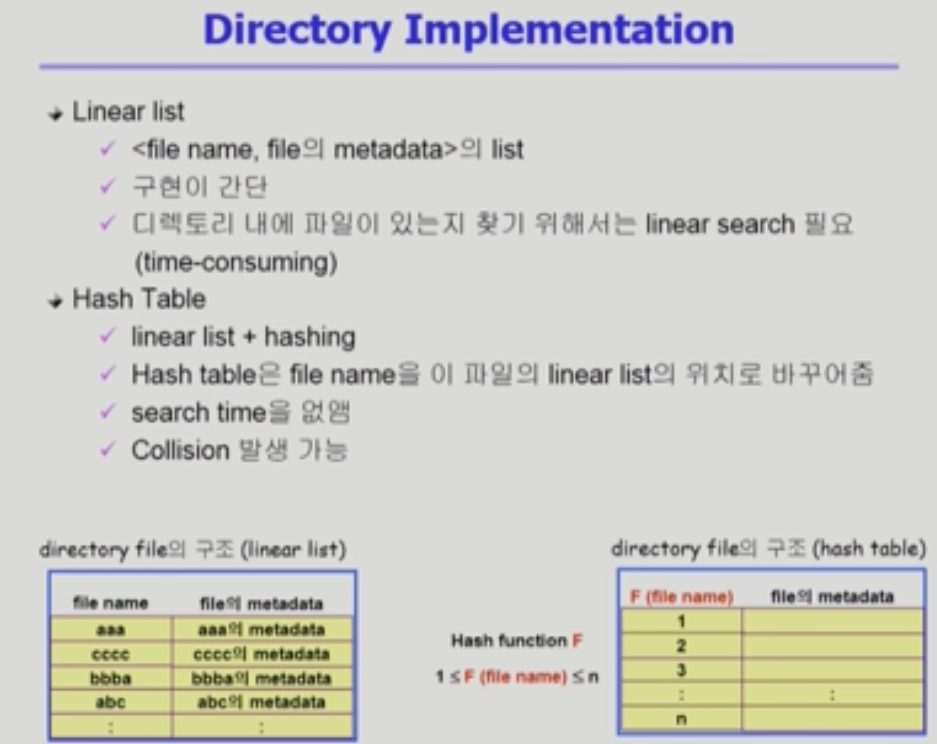 Directory Implementation
Linear list
<file name, file의 metadata>의 list
구현이 간단
디렉토리 내에 파일이 있는지 찾기 위해서는 linear search 필요
(time-consuming)
Hash Table
linear list + hashing
Hash table은 file name을 이 파일의 linear list의 위치로 바꾸어줌
search time을 없앰
Collision 발생 가능
directory file의 구조 (linear list)
file name file의 metadata
aaa aaa의 metadata
cccc cccc의 metadata
bbba bbba의 metadata
abc abc의 metadata
: :
Hash function F
1 ≤ F (file name) ≤ n
directory file의 구조 (hash table)
F (file name) file의 metadata
1
2
3
: :
n